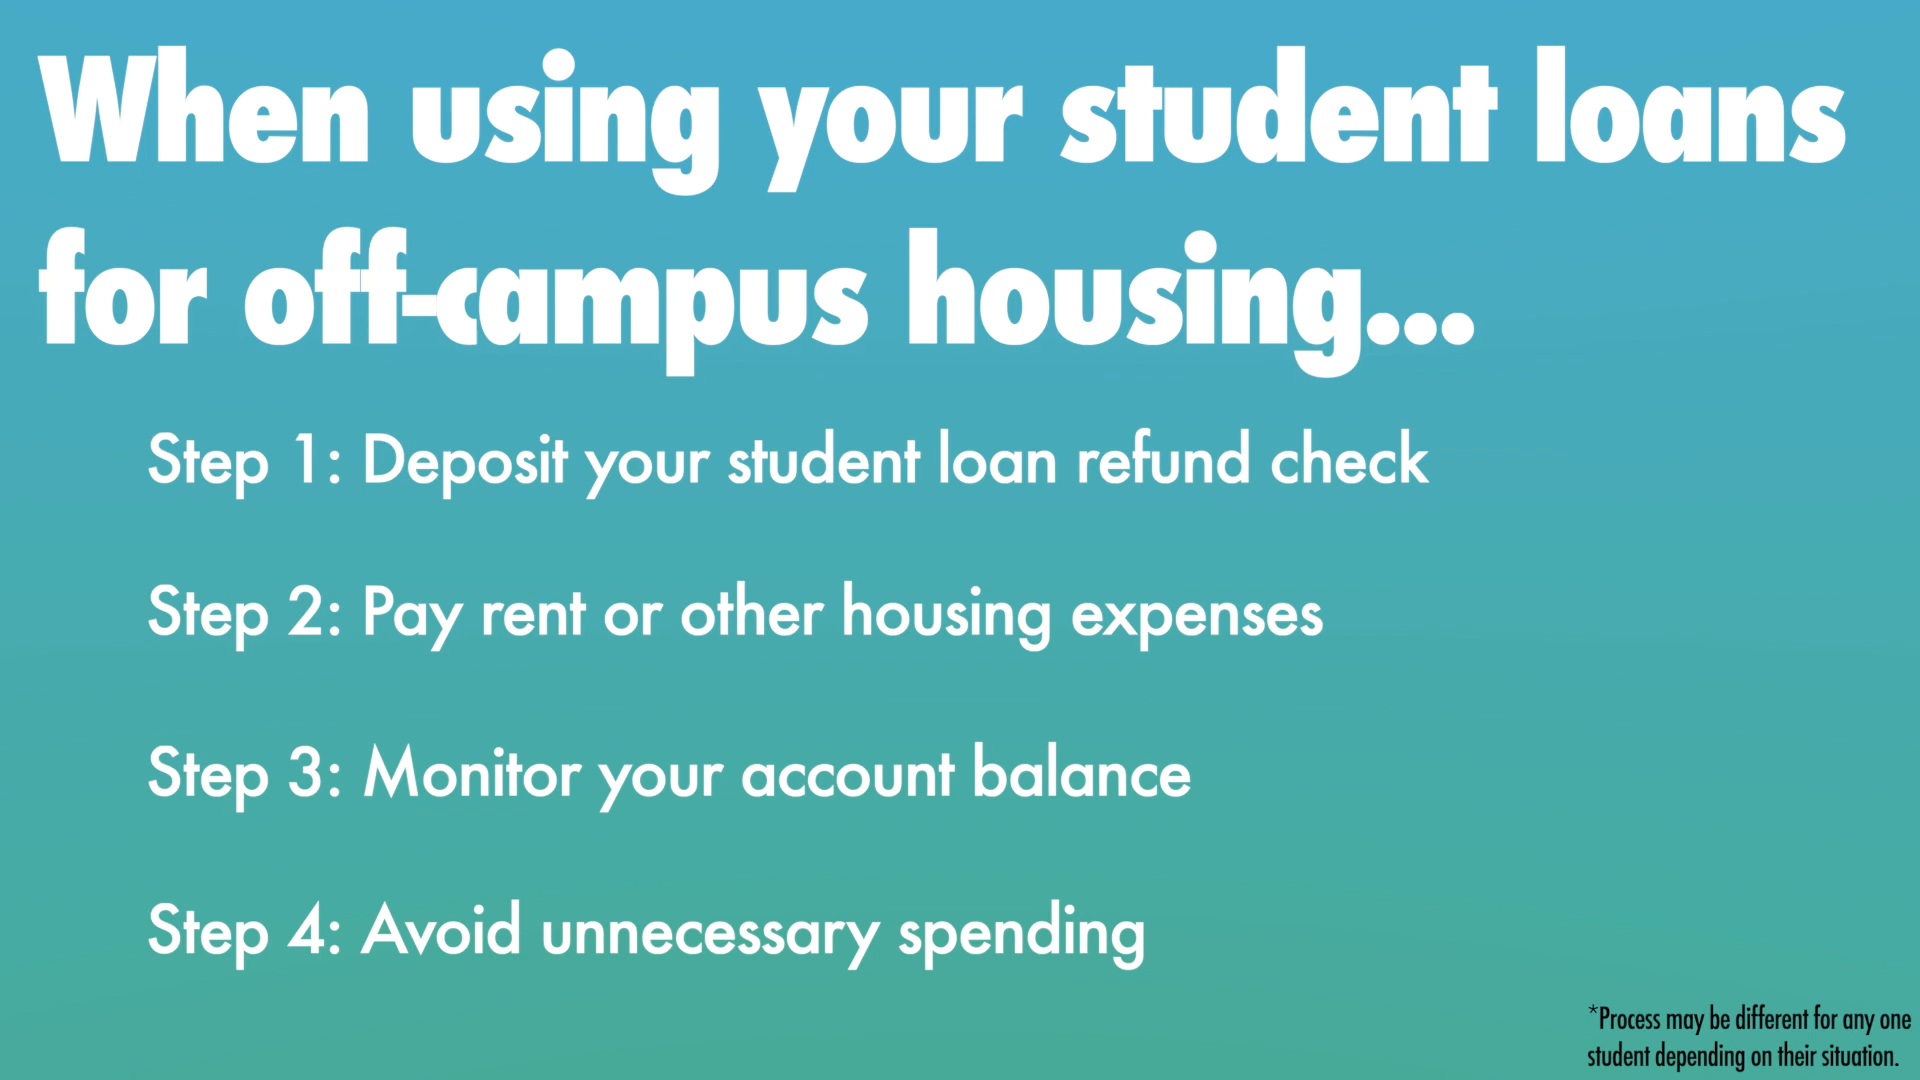 When using your student loans
for off-campus housing...
Step 1: Deposit your student loan refund check
Step 2: Pay rent or other housing expenses
Step 3: Monitor your account balance
Step 4: Avoid unnecessary spending
*Process may be different for any one
student depending on their situation.